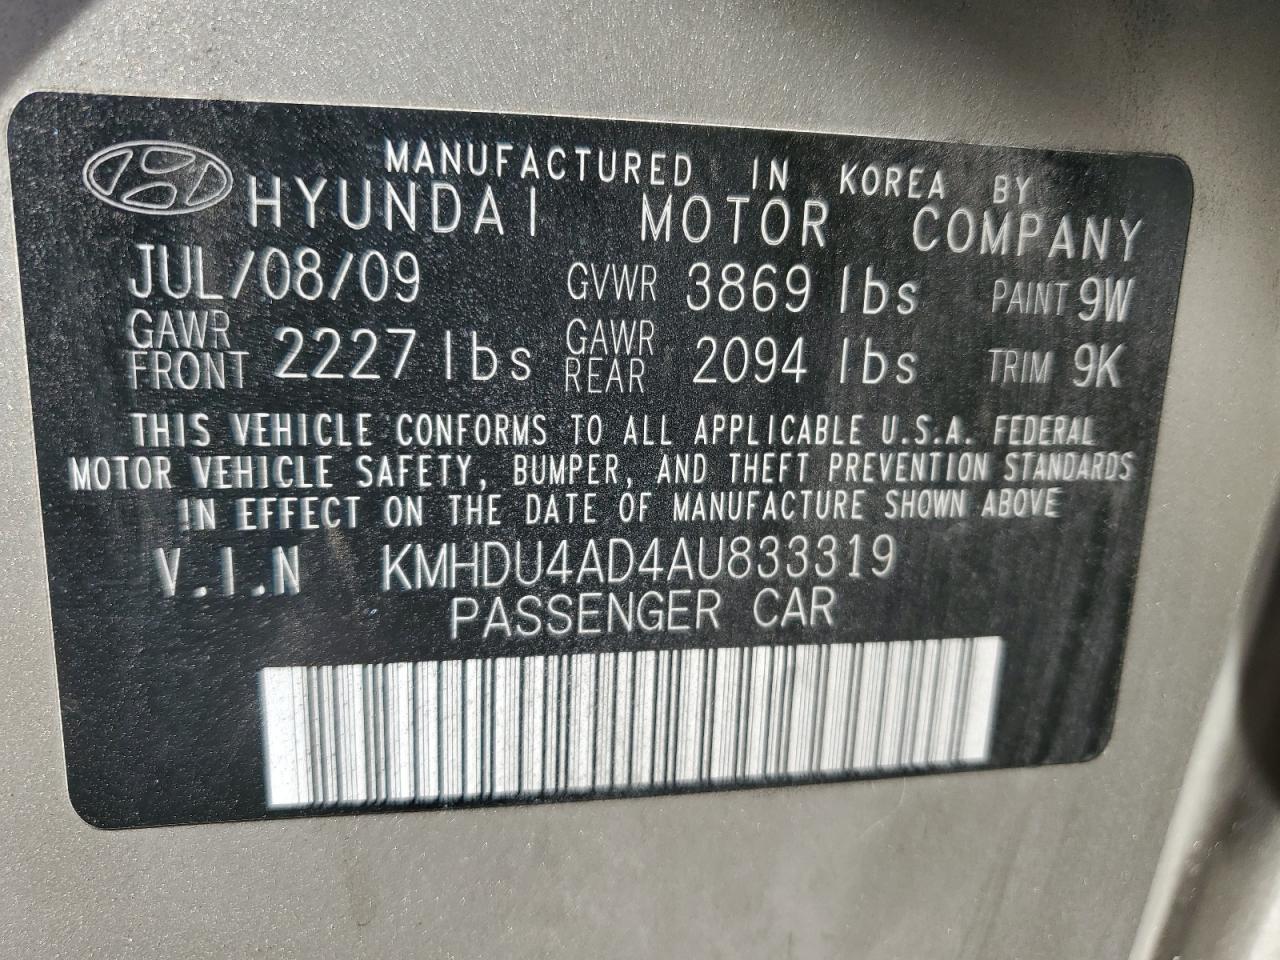 MANUFACTURED IN KOREA BY
HYUNDAI MOTOR COMPANY
JUL/08/09 GVWR 3869 lbs PAINT 9W
GAWR FRONT 2227 lbs GAWR REAR 2094 lbs TRIM 9K
THIS VEHICLE CONFORMS TO ALL APPLICABLE U.S.A. FEDERAL
MOTOR VEHICLE SAFETY, BUMPER, AND THEFT PREVENTION STANDARDS
IN EFFECT ON THE DATE OF MANUFACTURE SHOWN ABOVE
V.I.N KMHDU4AD4AU833319
PASSENGER CAR